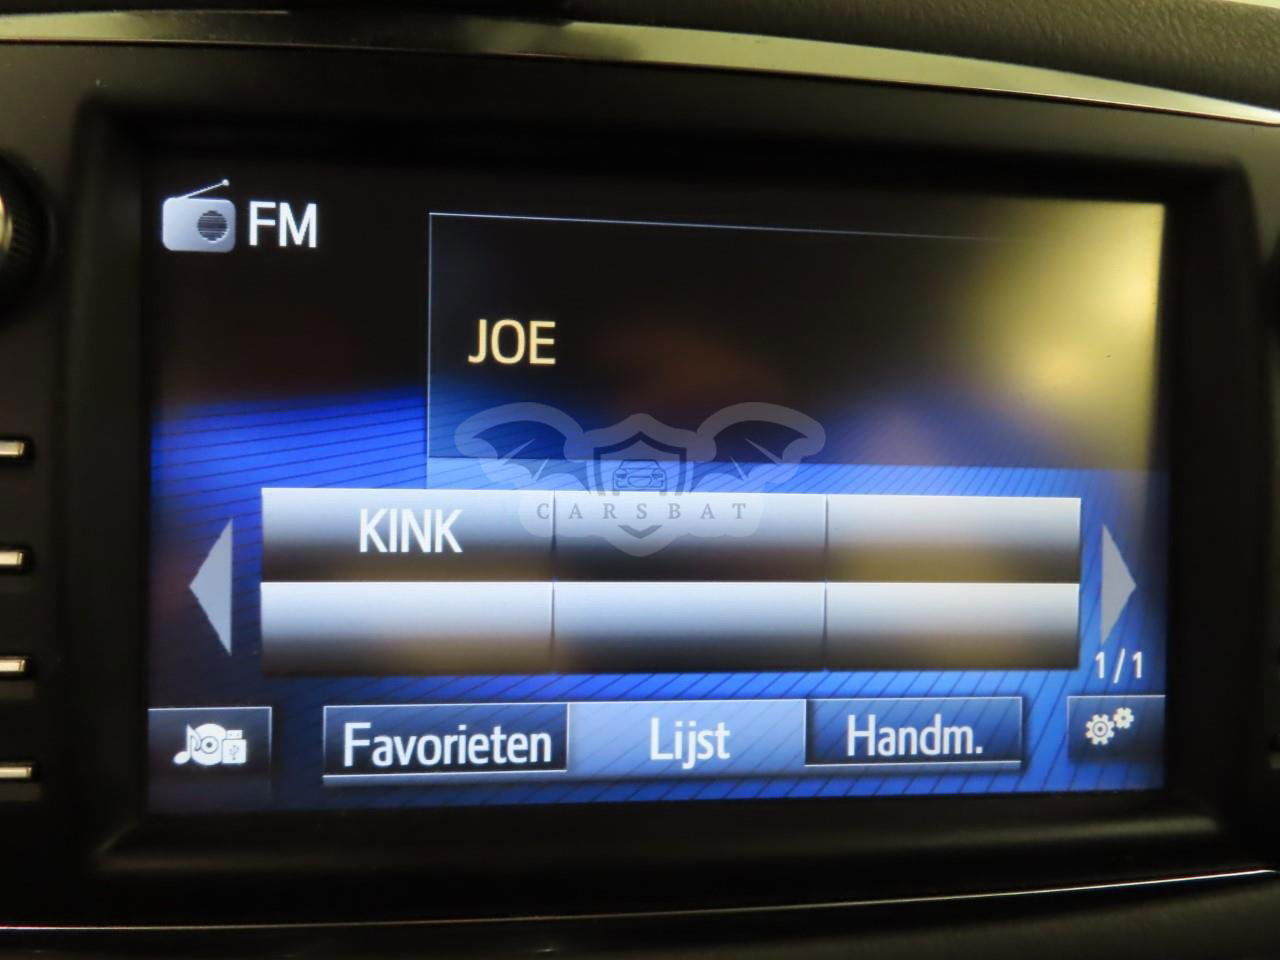 FM
JOE
CARSBAT
KINK
1/1
Favorieten
Lijst
Handm.